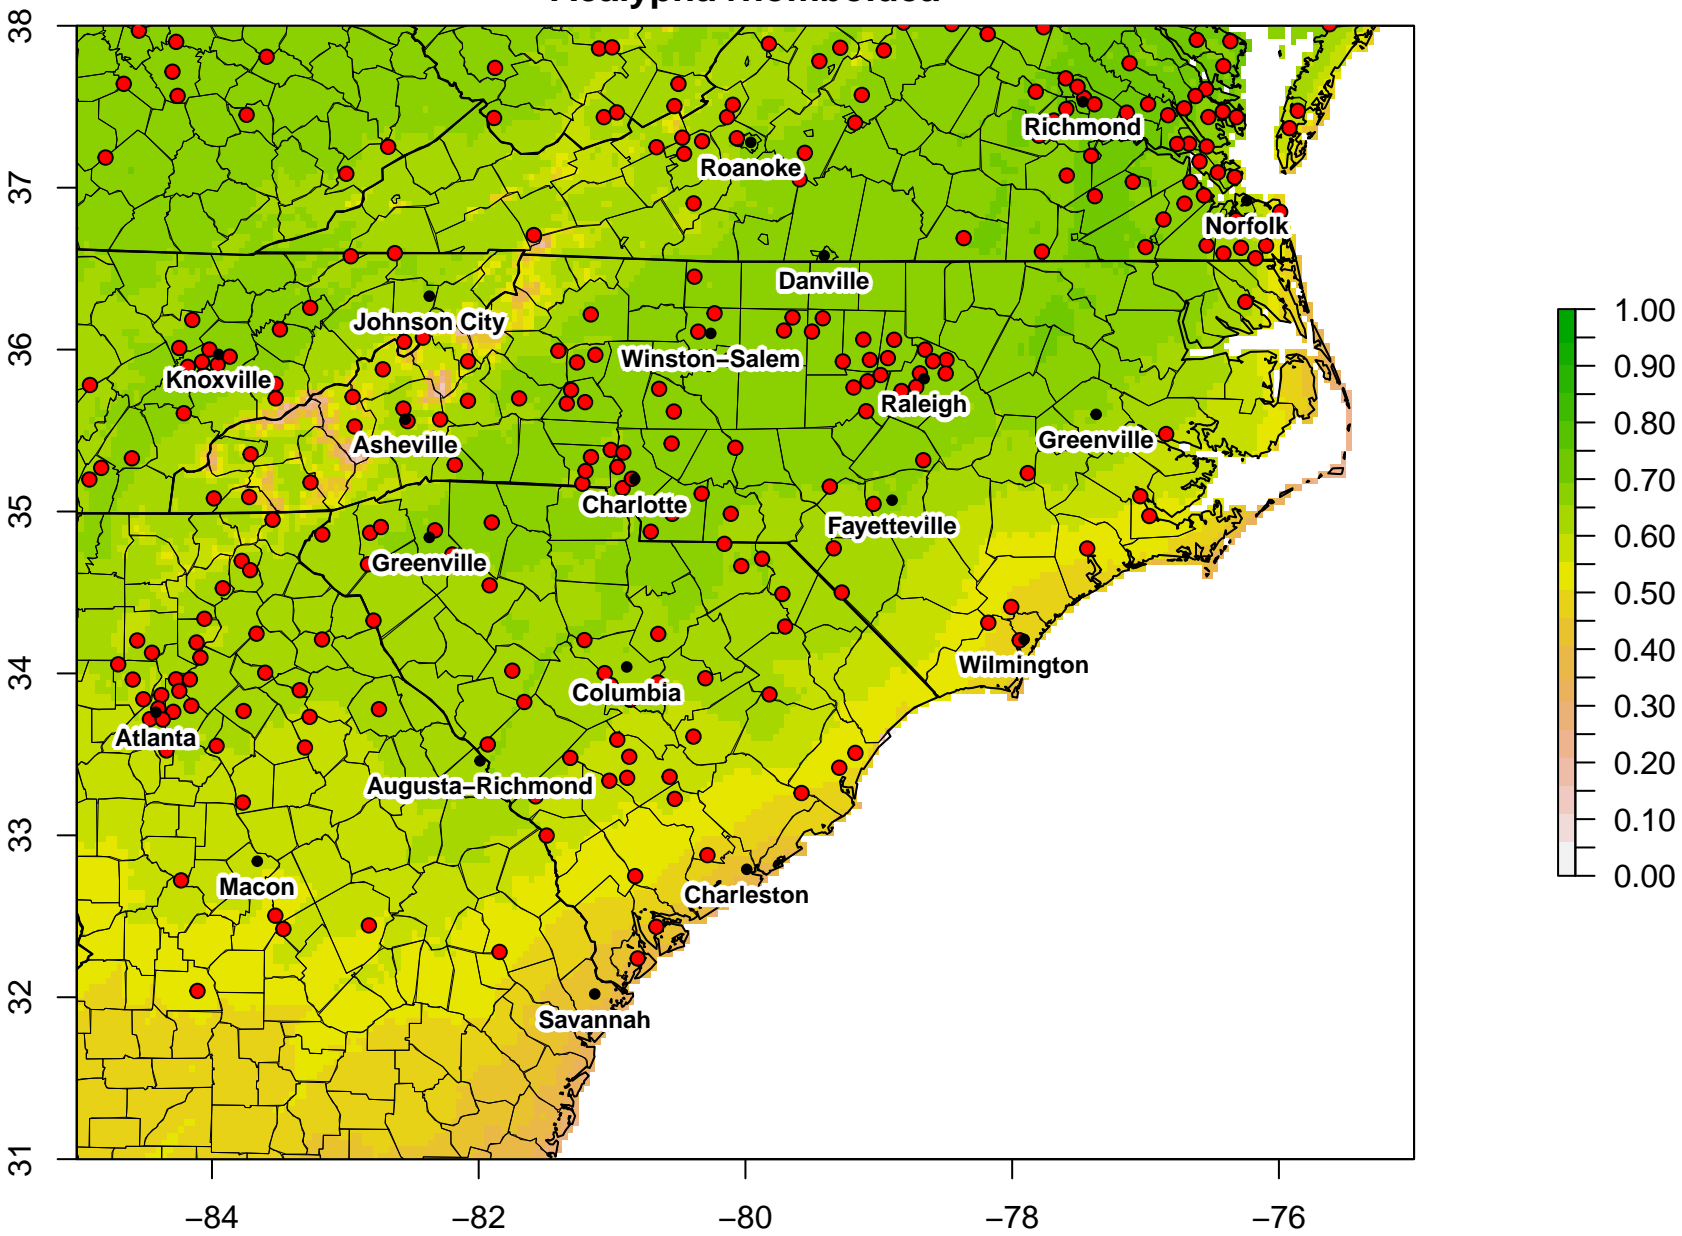 38
37
36
35
34
33
32
31
−84
−82
−80
−78
−76
Richmond
Roanoke
Norfolk
Danville
Johnson City
Winston−Salem
Knoxville
Raleigh
Asheville
Greenville
Charlotte
Fayetteville
Greenville
Wilmington
Columbia
Atlanta
Augusta−Richmond
Macon
Charleston
Savannah
1.00
0.90
0.80
0.70
0.60
0.50
0.40
0.30
0.20
0.10
0.00